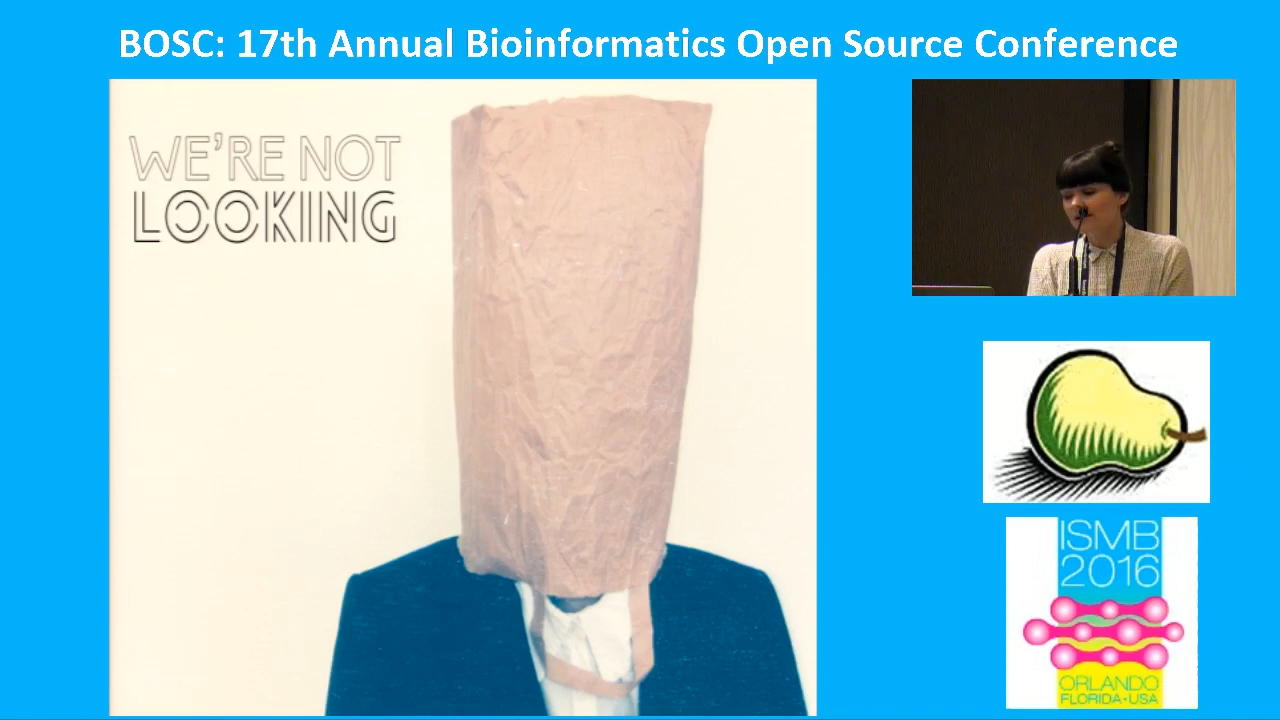 BOSC: 17th Annual Bioinformatics Open Source Conference
WE'RE NOT
LOOKING
ISMB
2016
ORLANDO
FLORIDA•USA